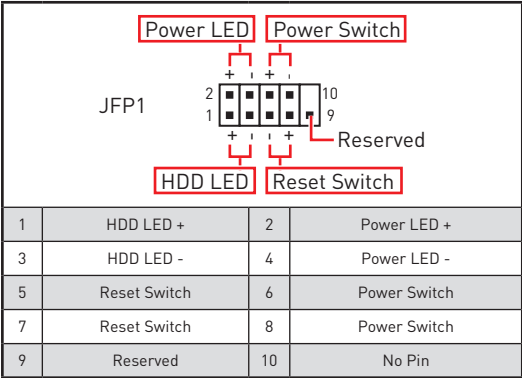 Power LED Power Switch
+ - + -
JFP1
2 10
1 9
+ - - +
Reserved
HDD LED Reset Switch
1 HDD LED + 2 Power LED +
3 HDD LED - 4 Power LED -
5 Reset Switch 6 Power Switch
7 Reset Switch 8 Power Switch
9 Reserved 10 No Pin